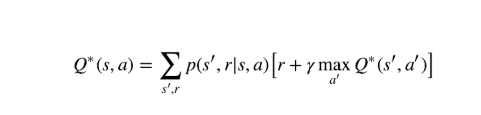 Q*(s, a) = ∑_{s′,r} p(s′, r|s, a)[r + γ max_{a′} Q*(s′, a′)]